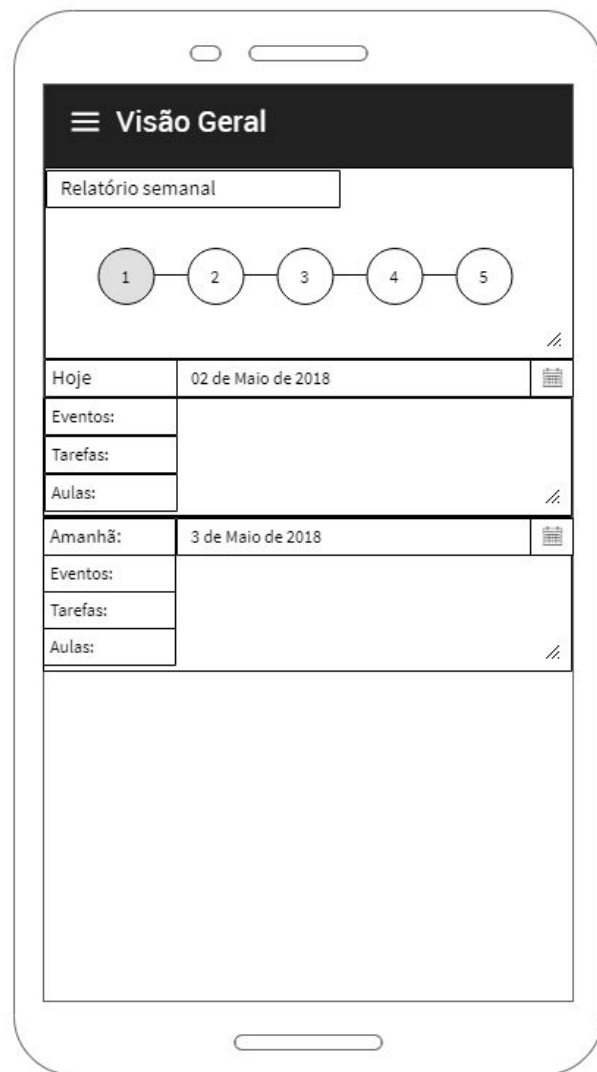 Visão Geral
Relatório semanal
1 2 3 4 5
Hoje 02 de Maio de 2018
Eventos:
Tarefas:
Aulas:
Amanhã: 3 de Maio de 2018
Eventos:
Tarefas:
Aulas: